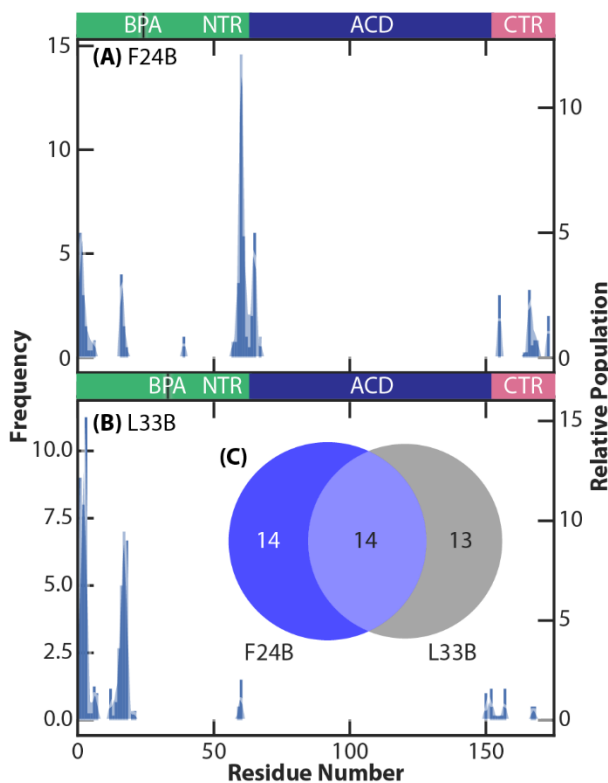 BPA NTR ACD CTR
(A) F24B
15
10
5
0
10
5
0
Frequency
Relative Population
BPA NTR ACD CTR
(B) L33B
10.0
7.5
5.0
2.5
0.0
15
10
5
0
(C)
14 14 13
F24B L33B
0 50 100 150
Residue Number